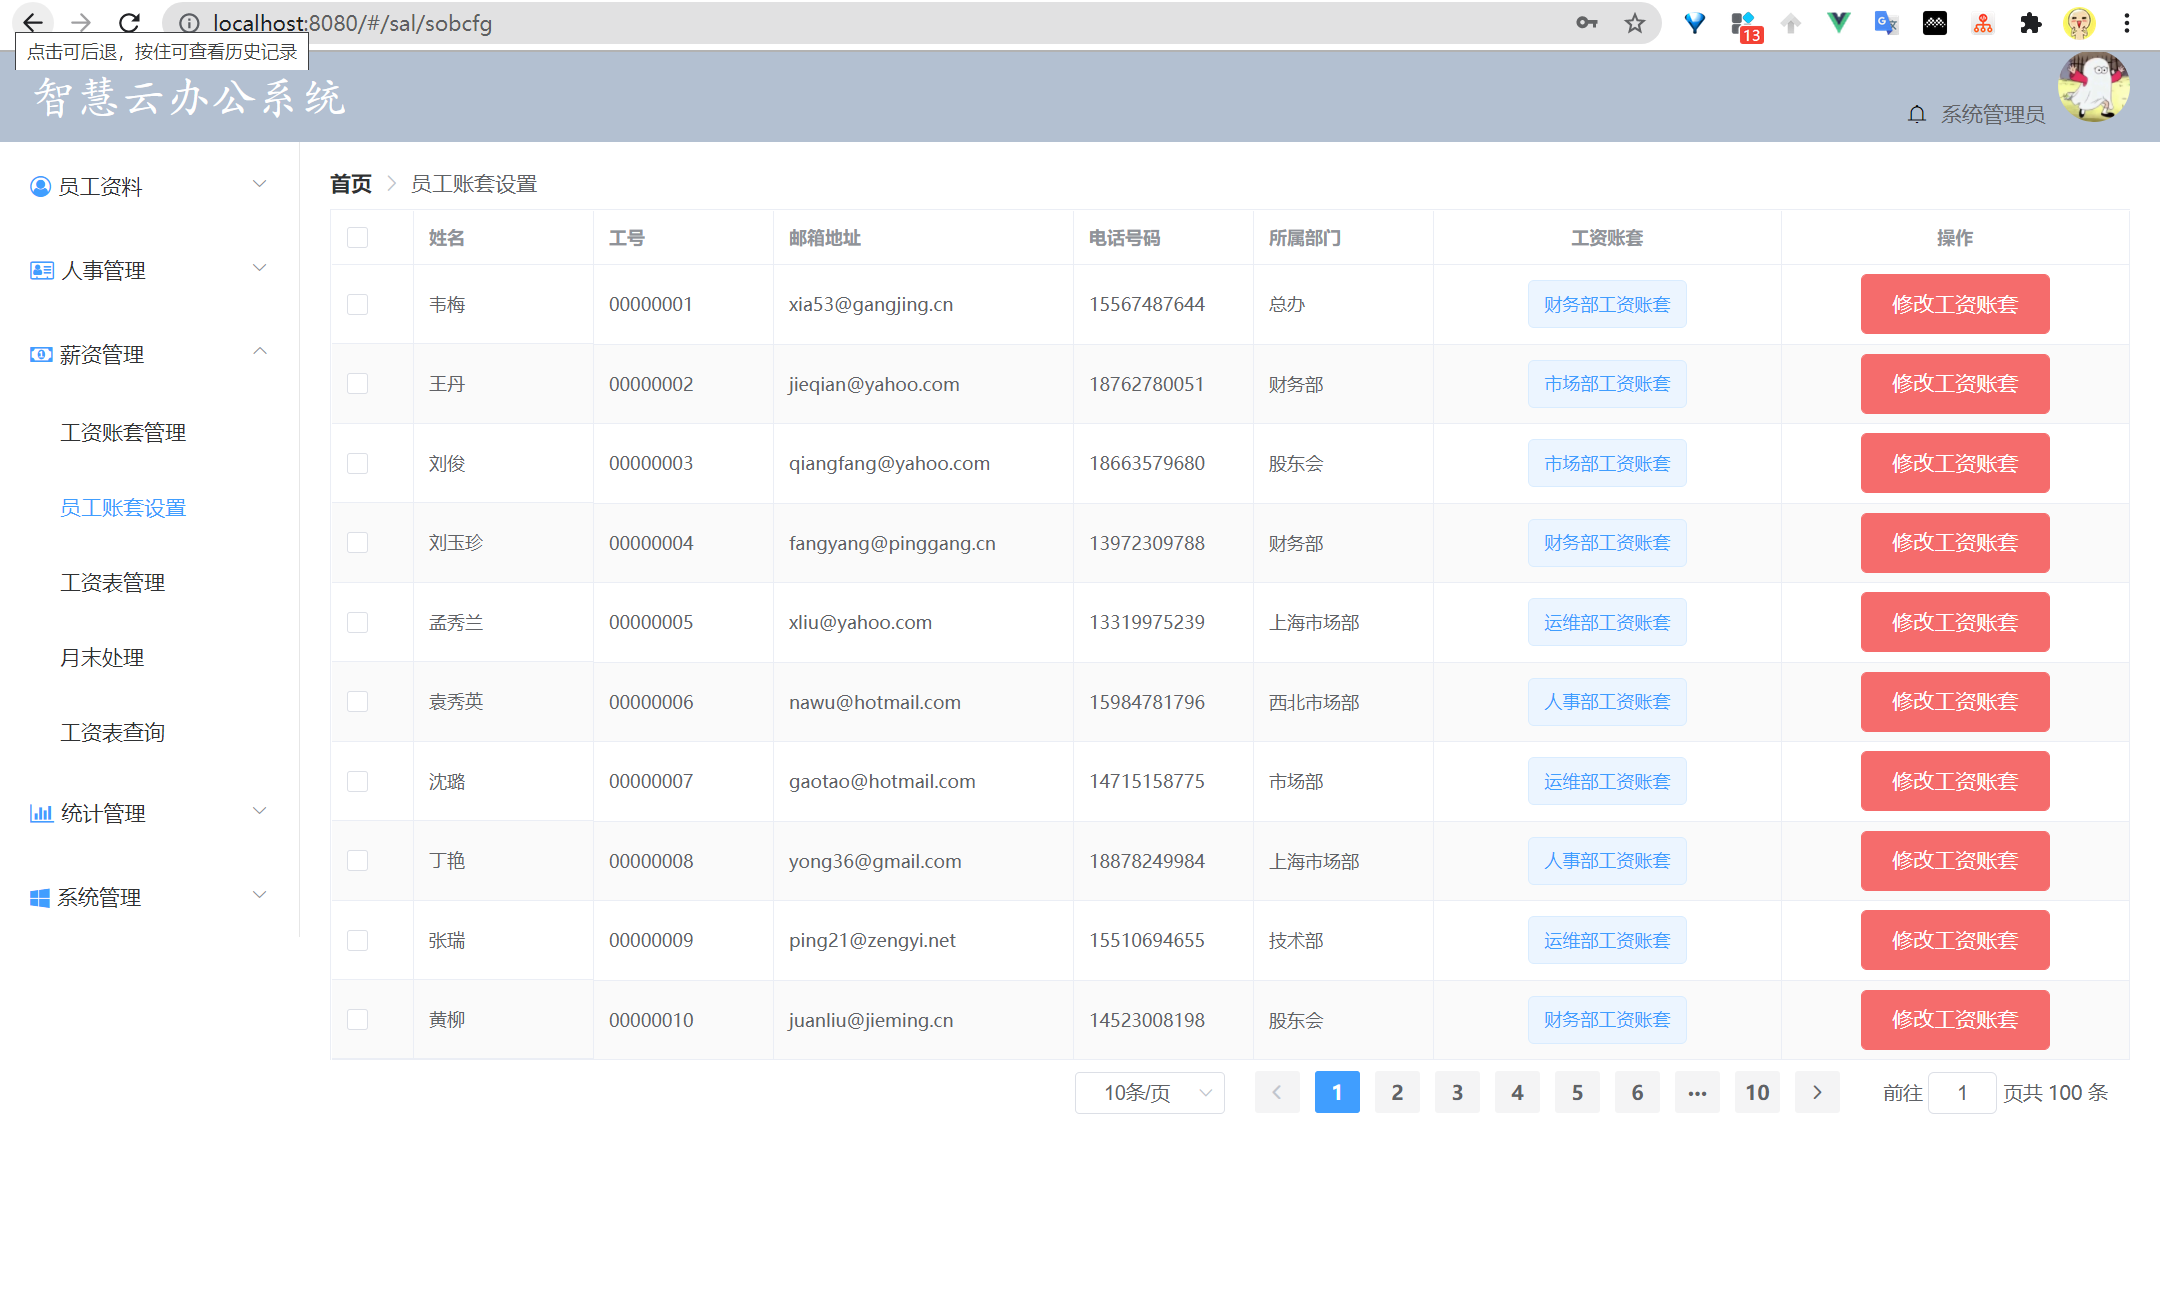 localhost:8080/#/sal/sobcfg
13
点击可后退，按住可查看历史记录
智慧云办公系统
系统管理员
员工资料
人事管理
薪资管理
工资账套管理
员工账套设置
工资表管理
月末处理
工资表查询
统计管理
系统管理
首页 员工账套设置
姓名 工号 邮箱地址 电话号码 所属部门 工资账套 操作
韦梅 00000001 xia53@gangjing.cn 15567487644 总办 财务部工资账套 修改工资账套
王丹 00000002 jieqian@yahoo.com 18762780051 财务部 市场部工资账套 修改工资账套
刘俊 00000003 qiangfang@yahoo.com 18663579680 股东会 市场部工资账套 修改工资账套
刘玉珍 00000004 fangyang@pinggang.cn 13972309788 财务部 财务部工资账套 修改工资账套
孟秀兰 00000005 xliu@yahoo.com 13319975239 上海市场部 运维部工资账套 修改工资账套
袁秀英 00000006 nawu@hotmail.com 15984781796 西北市场部 人事部工资账套 修改工资账套
沈璐 00000007 gaotao@hotmail.com 14715158775 市场部 运维部工资账套 修改工资账套
丁艳 00000008 yong36@gmail.com 18878249984 上海市场部 人事部工资账套 修改工资账套
张瑞 00000009 ping21@zengyi.net 15510694655 技术部 运维部工资账套 修改工资账套
黄柳 00000010 juanliu@jieming.cn 14523008198 股东会 财务部工资账套 修改工资账套
10条/页 1 2 3 4 5 6 ••• 10 前往 1 页共 100 条